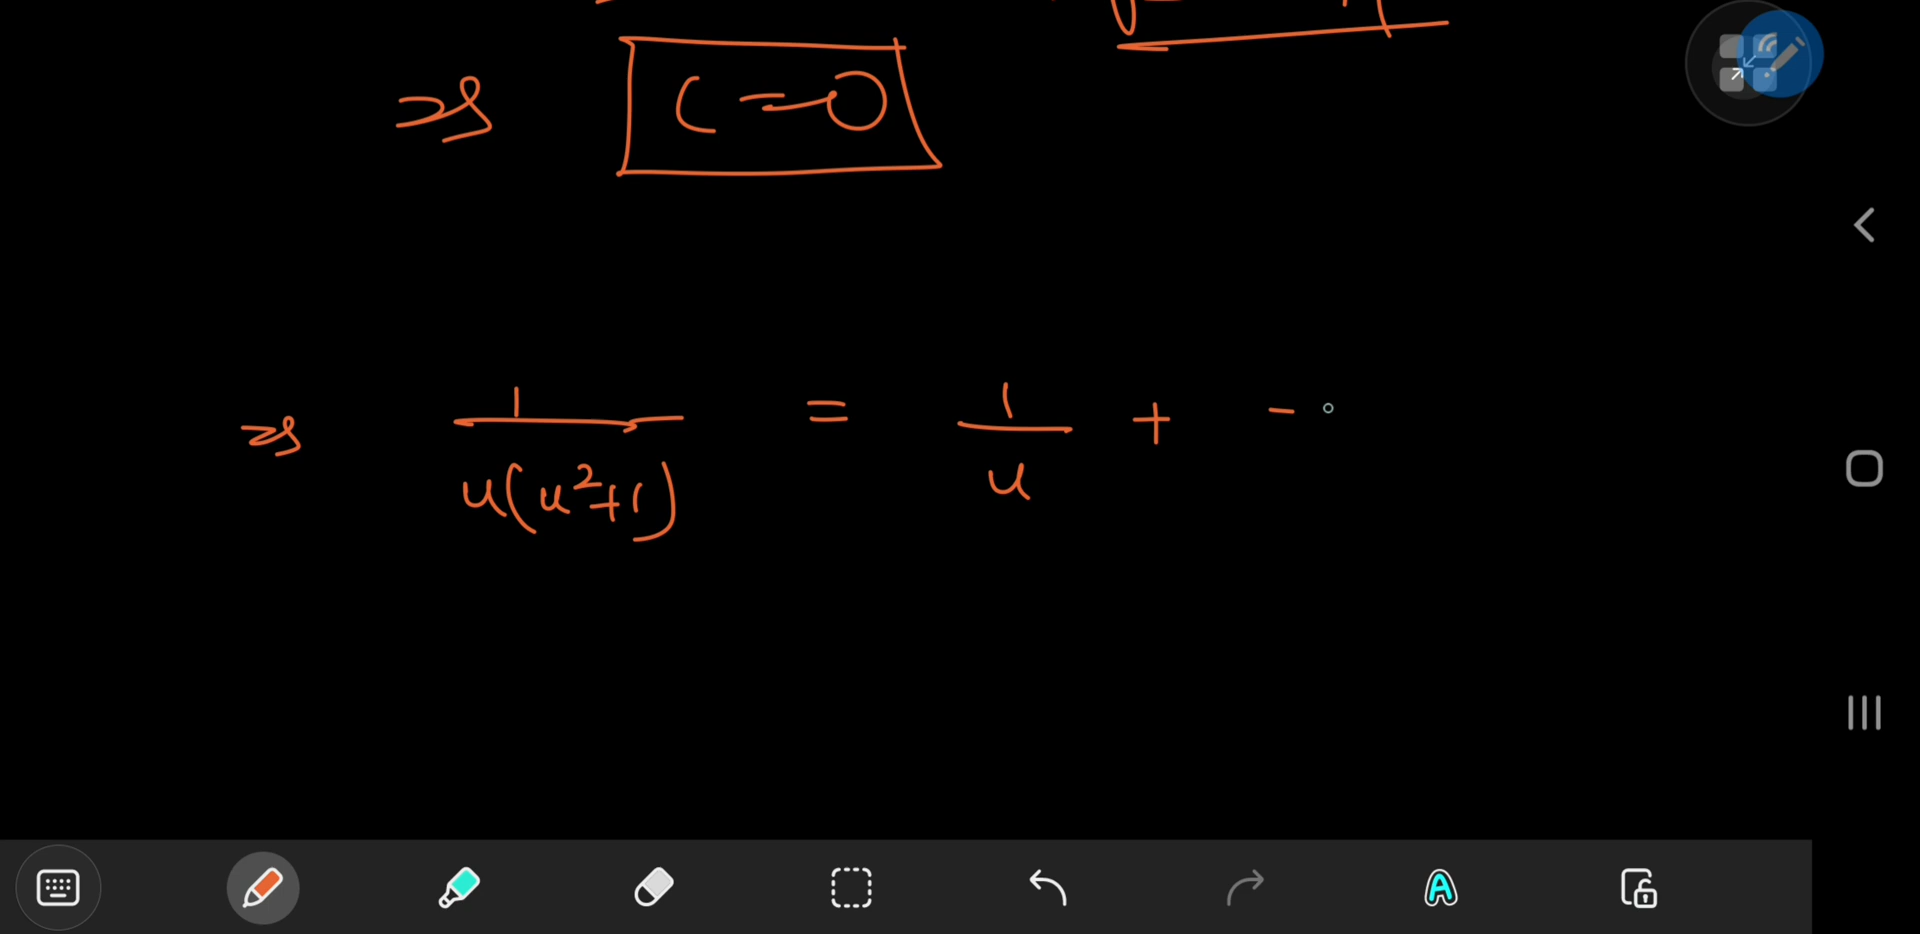 ⇒ C = 0
⇒ 1/(u(u²+1)) = 1/u + -
A